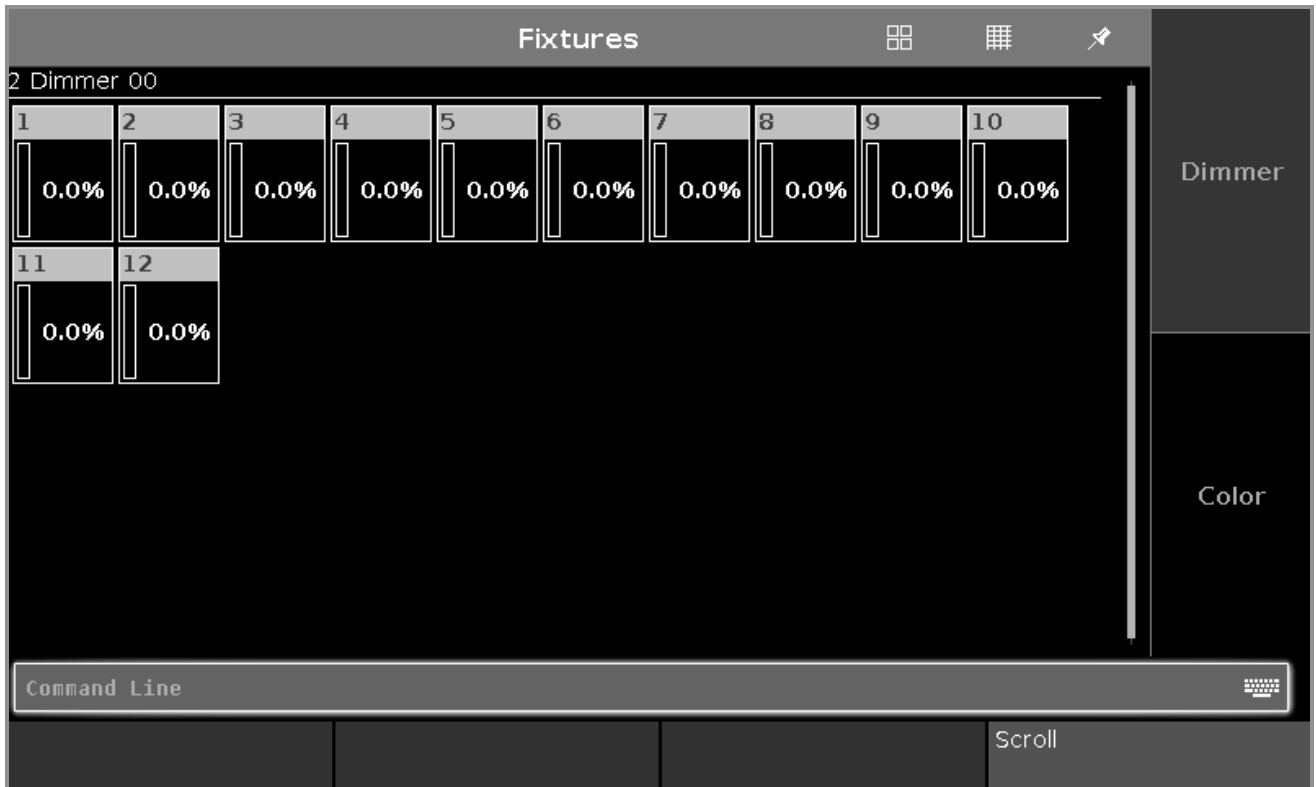 Fixtures
2 Dimmer 00
1 2 3 4 5 6 7 8 9 10
0.0% 0.0% 0.0% 0.0% 0.0% 0.0% 0.0% 0.0% 0.0% 0.0%
11 12
0.0% 0.0%
Dimmer
Color
Command Line
Scroll